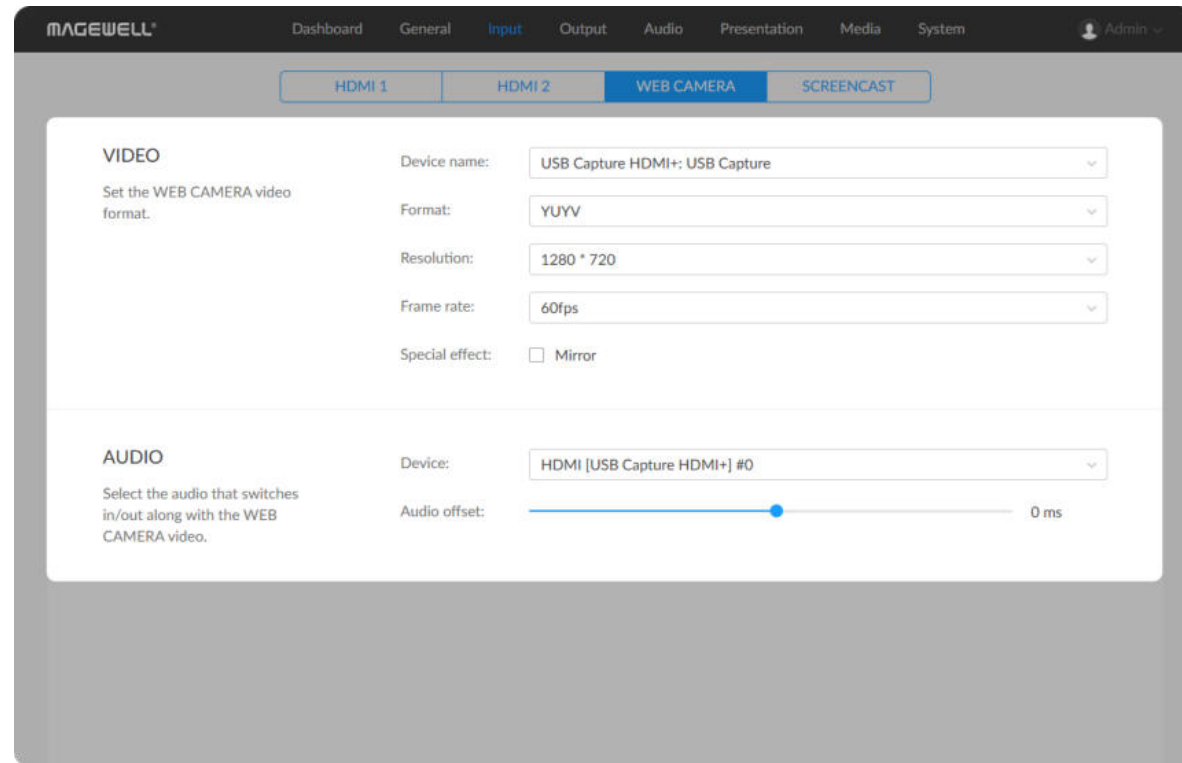 MAGEWELL®
Dashboard General Input Output Audio Presentation Media System Admin
HDMI 1 HDMI 2 WEB CAMERA SCREENCAST
VIDEO
Set the WEB CAMERA video
format.
Device name: USB Capture HDMI+: USB Capture
Format: YUYV
Resolution: 1280 * 720
Frame rate: 60fps
Special effect: Mirror
AUDIO
Select the audio that switches
in/out along with the WEB
CAMERA video.
Device: HDMI [USB Capture HDMI+] #0
Audio offset: 0 ms